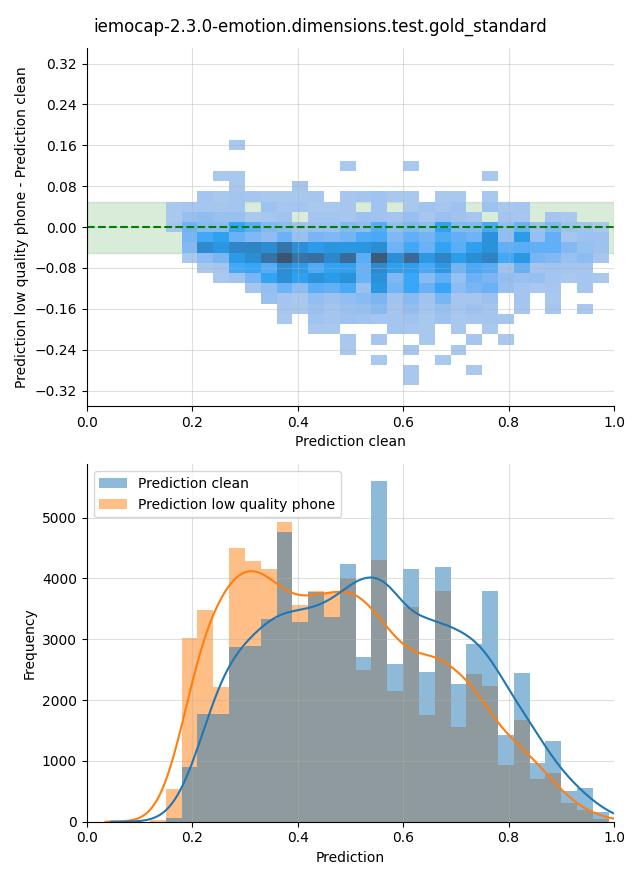 iemocap-2.3.0-emotion.dimensions.test.gold_standard
Prediction low quality phone - Prediction clean
0.32
0.24
0.16
0.08
0.00
−0.08
−0.16
−0.24
−0.32
0.0 0.2 0.4 0.6 0.8 1.0
Prediction clean
Prediction clean
Prediction low quality phone
Frequency
5000
4000
3000
2000
1000
0
0.0 0.2 0.4 0.6 0.8 1.0
Prediction